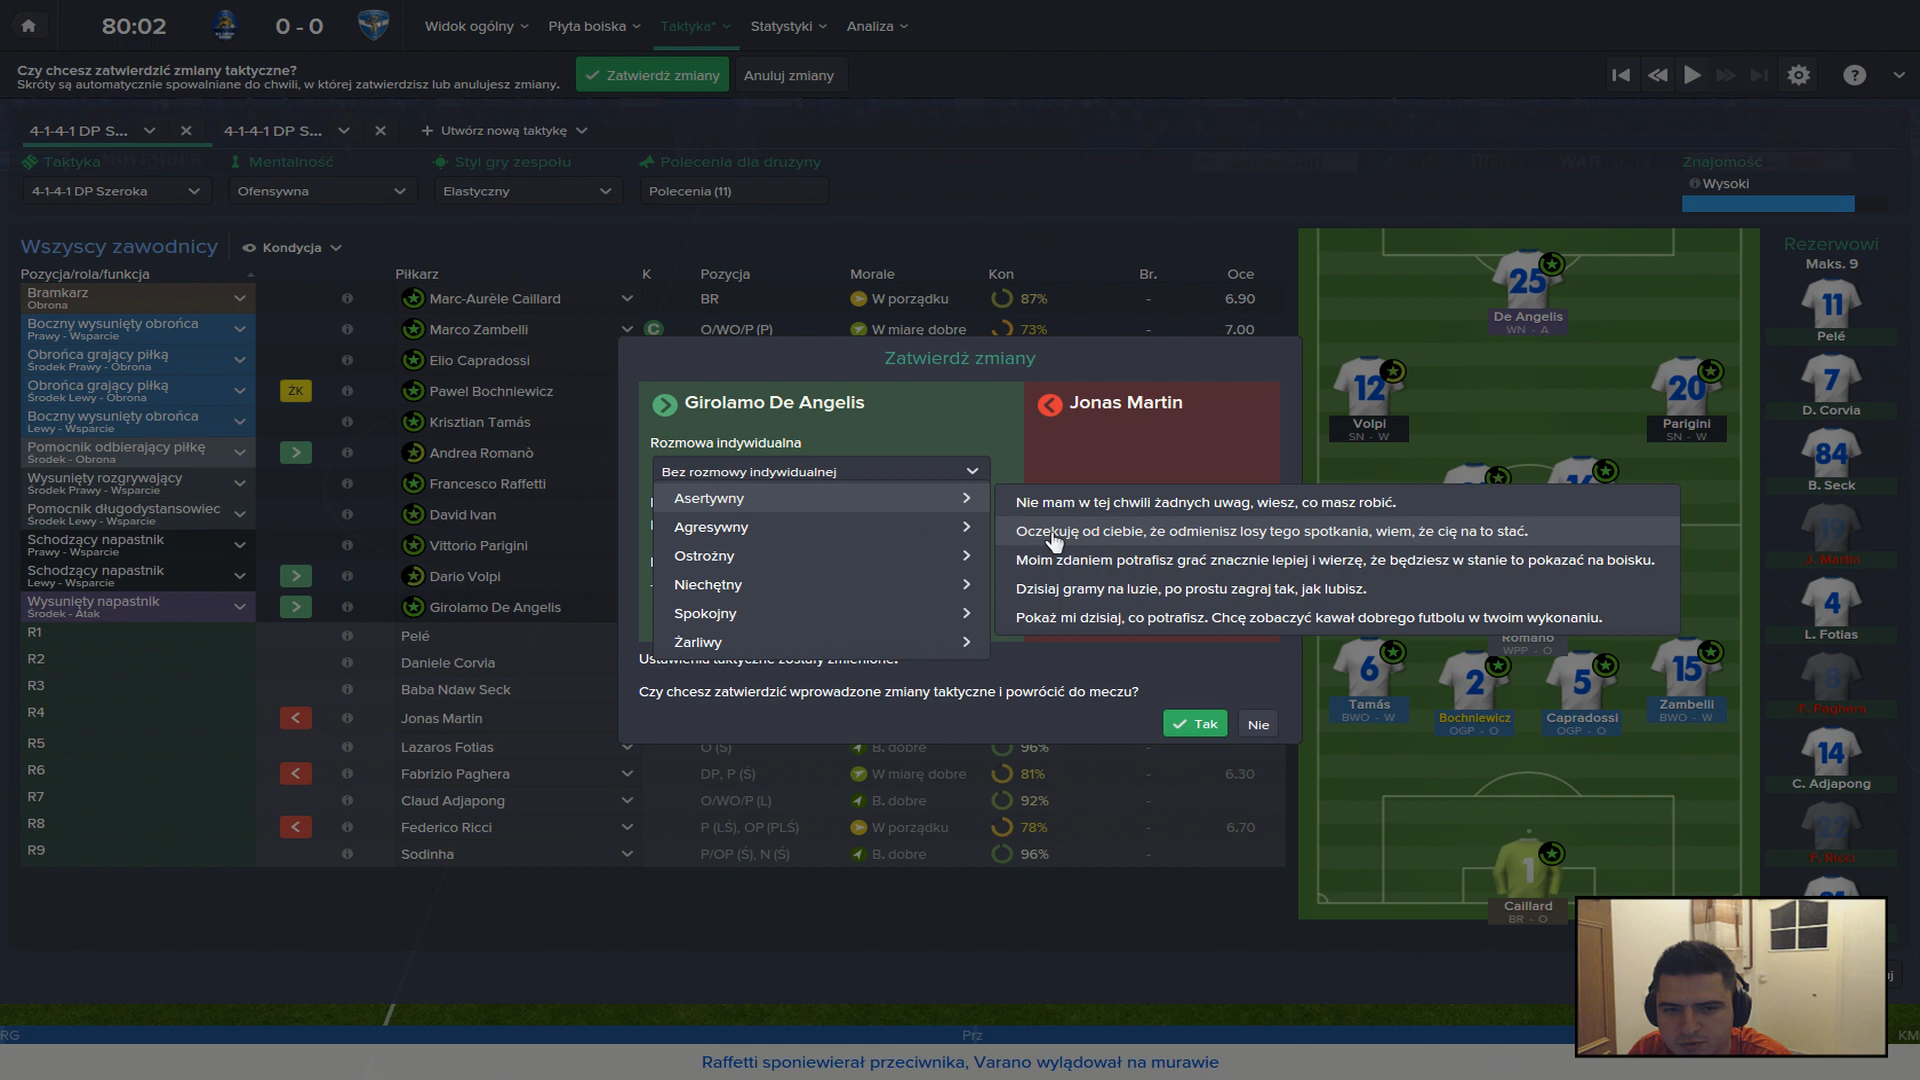 80:02 0 - 0 Widok ogólny Płyta boiska Taktyka* Statystyki Analiza
Czy chcesz zatwierdzić zmiany taktyczne?
Skróty są automatycznie spowalniane do chwili, w której zatwierdzisz lub anulujesz zmiany.
Zatwierdź zmiany Anuluj zmiany
4-1-4-1 DP S... 4-1-4-1 DP S... + Utwórz nową taktykę
Taktyka Mentalność Styl gry zespołu Polecenia dla drużyny Znajomość
4-1-4-1 DP Szeroka Ofensywna Elastyczny Polecenia (11) Wysoki
Wszyscy zawodnicy Kondycja
Pozycja/rola/funkcja Piłkarz K Pozycja Morale Kon Br. Oce
Bramkarz
Obrona
Marc-Aurèle Caillard BR W porządku 87% - 6.90
Boczny wysunięty obrońca
Prawy - Wsparcie
Marco Zambelli C O/WO/P (P) W miarę dobre 73% - 7.00
Obrońca grający piłką
Środek Prawy - Obrona
Elio Capradossi
Obrońca grający piłką
Środek Lewy - Obrona
ŻK Pawel Bochniewicz
Boczny wysunięty obrońca
Lewy - Wsparcie
Krisztian Tamás
Pomocnik odbierający piłkę
Środek - Obrona
Andrea Romanò
Wysunięty rozgrywający
Środek Prawy - Wsparcie
Francesco Raffetti
Pomocnik długodystansowiec
Środek Lewy - Wsparcie
David Ivan
Schodzący napastnik
Prawy - Wsparcie
Vittorio Parigini
Schodzący napastnik
Lewy - Wsparcie
Dario Volpi
Wysunięty napastnik
Środek - Atak
Girolamo De Angelis
R1 Pelé
R2 Daniele Corvia
R3 Baba Ndaw Seck
R4 Jonas Martin
R5 Lazaros Fotias O (Ś) B. dobre 96% -
R6 Fabrizio Paghera DP, P (Ś) W miarę dobre 81% - 6.30
R7 Claud Adjapong O/WO/P (L) B. dobre 92% -
R8 Federico Ricci P (LŚ), OP (PLŚ) W porządku 78% - 6.70
R9 Sodinha P/OP (Ś), N (Ś) B. dobre 96% -
Zatwierdź zmiany
Girolamo De Angelis Jonas Martin
Rozmowa indywidualna
Bez rozmowy indywidualnej
Asertywny
Agresywny
Ostrożny
Niechętny
Spokojny
Żarliwy
Nie mam w tej chwili żadnych uwag, wiesz, co masz robić.
Oczekuję od ciebie, że odmienisz losy tego spotkania, wiem, że cię na to stać.
Moim zdaniem potrafisz grać znacznie lepiej i wierzę, że będziesz w stanie to pokazać na boisku.
Dzisiaj gramy na luzie, po prostu zagraj tak, jak lubisz.
Pokaż mi dzisiaj, co potrafisz. Chcę zobaczyć kawał dobrego futbolu w twoim wykonaniu.
Ustawienia taktyczne zostały zmienione.
Czy chcesz zatwierdzić wprowadzone zmiany taktyczne i powrócić do meczu?
Tak Nie
25
De Angelis
WN - A
12 20
Volpi Parigini
SN - W SN - W
Romano
WPP - O
6 2 5 15
Tamás Bochniewicz Capradossi Zambelli
BWO - W OGP - O OGP - O BWO - W
1
Caillard
BR - O
Rezerwowi
Maks. 9
11
Pelé
7
D. Corvia
84
B. Seck
J. Martin
4
L. Fotias
8
F. Paghera
14
C. Adjapong
22
F. Ricci
RG Prz KM
Raffetti sponiewierał przeciwnika, Varano wylądował na murawie